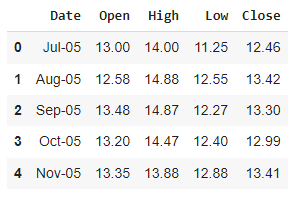 Date Open High Low Close
0 Jul-05 13.00 14.00 11.25 12.46
1 Aug-05 12.58 14.88 12.55 13.42
2 Sep-05 13.48 14.87 12.27 13.30
3 Oct-05 13.20 14.47 12.40 12.99
4 Nov-05 13.35 13.88 12.88 13.41